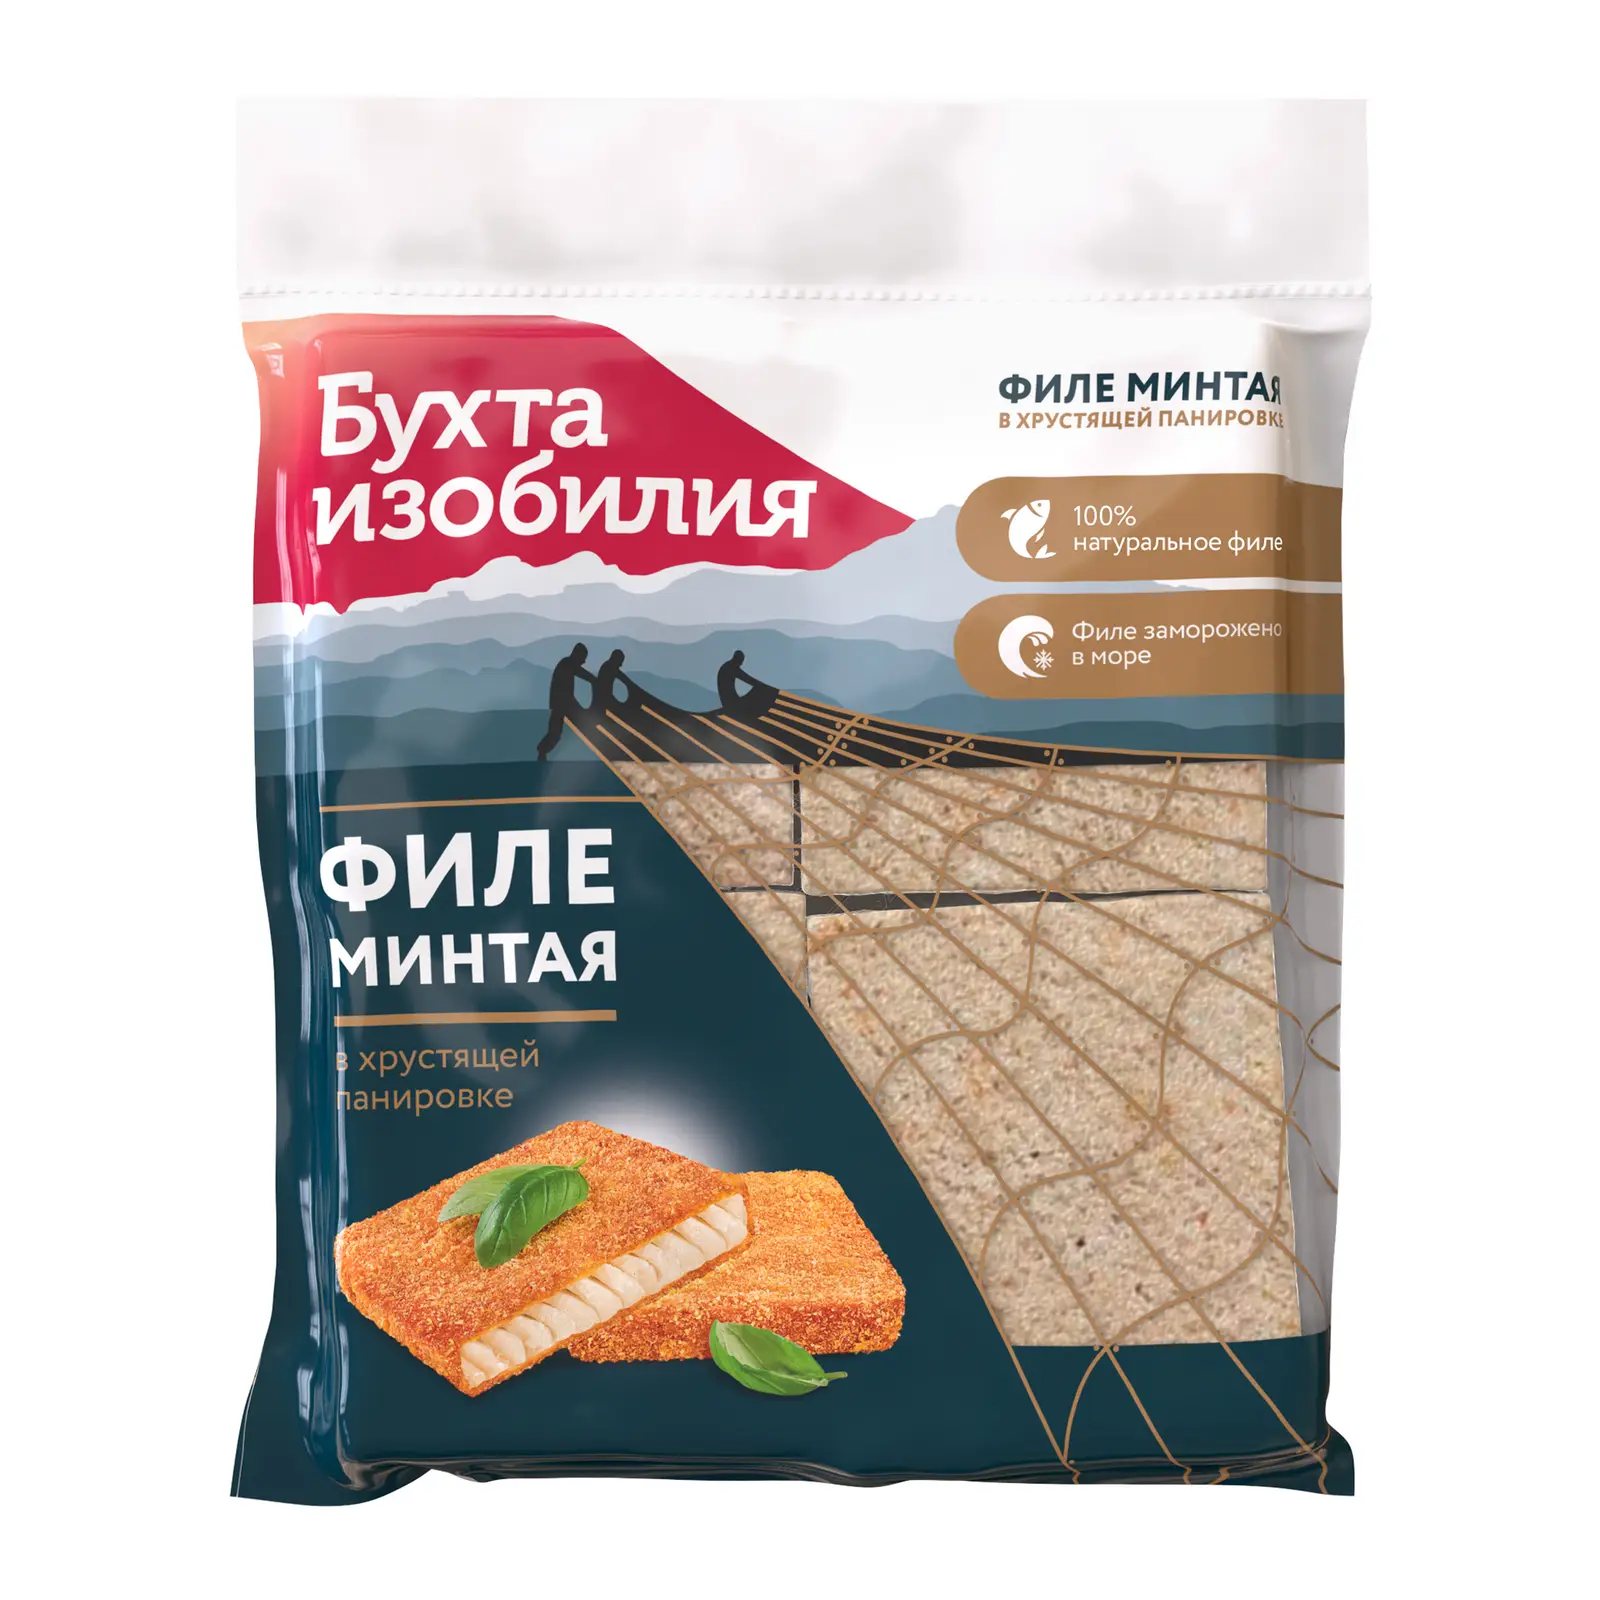 Бухта
изобилия
ФИЛЕ МИНТАЯ
В ХРУСТЯЩЕЙ ПАНИРОВКЕ
100%
натуральное филе
Филе заморожено
в море
ФИЛЕ
МИНТАЯ
в хрустящей
панировке